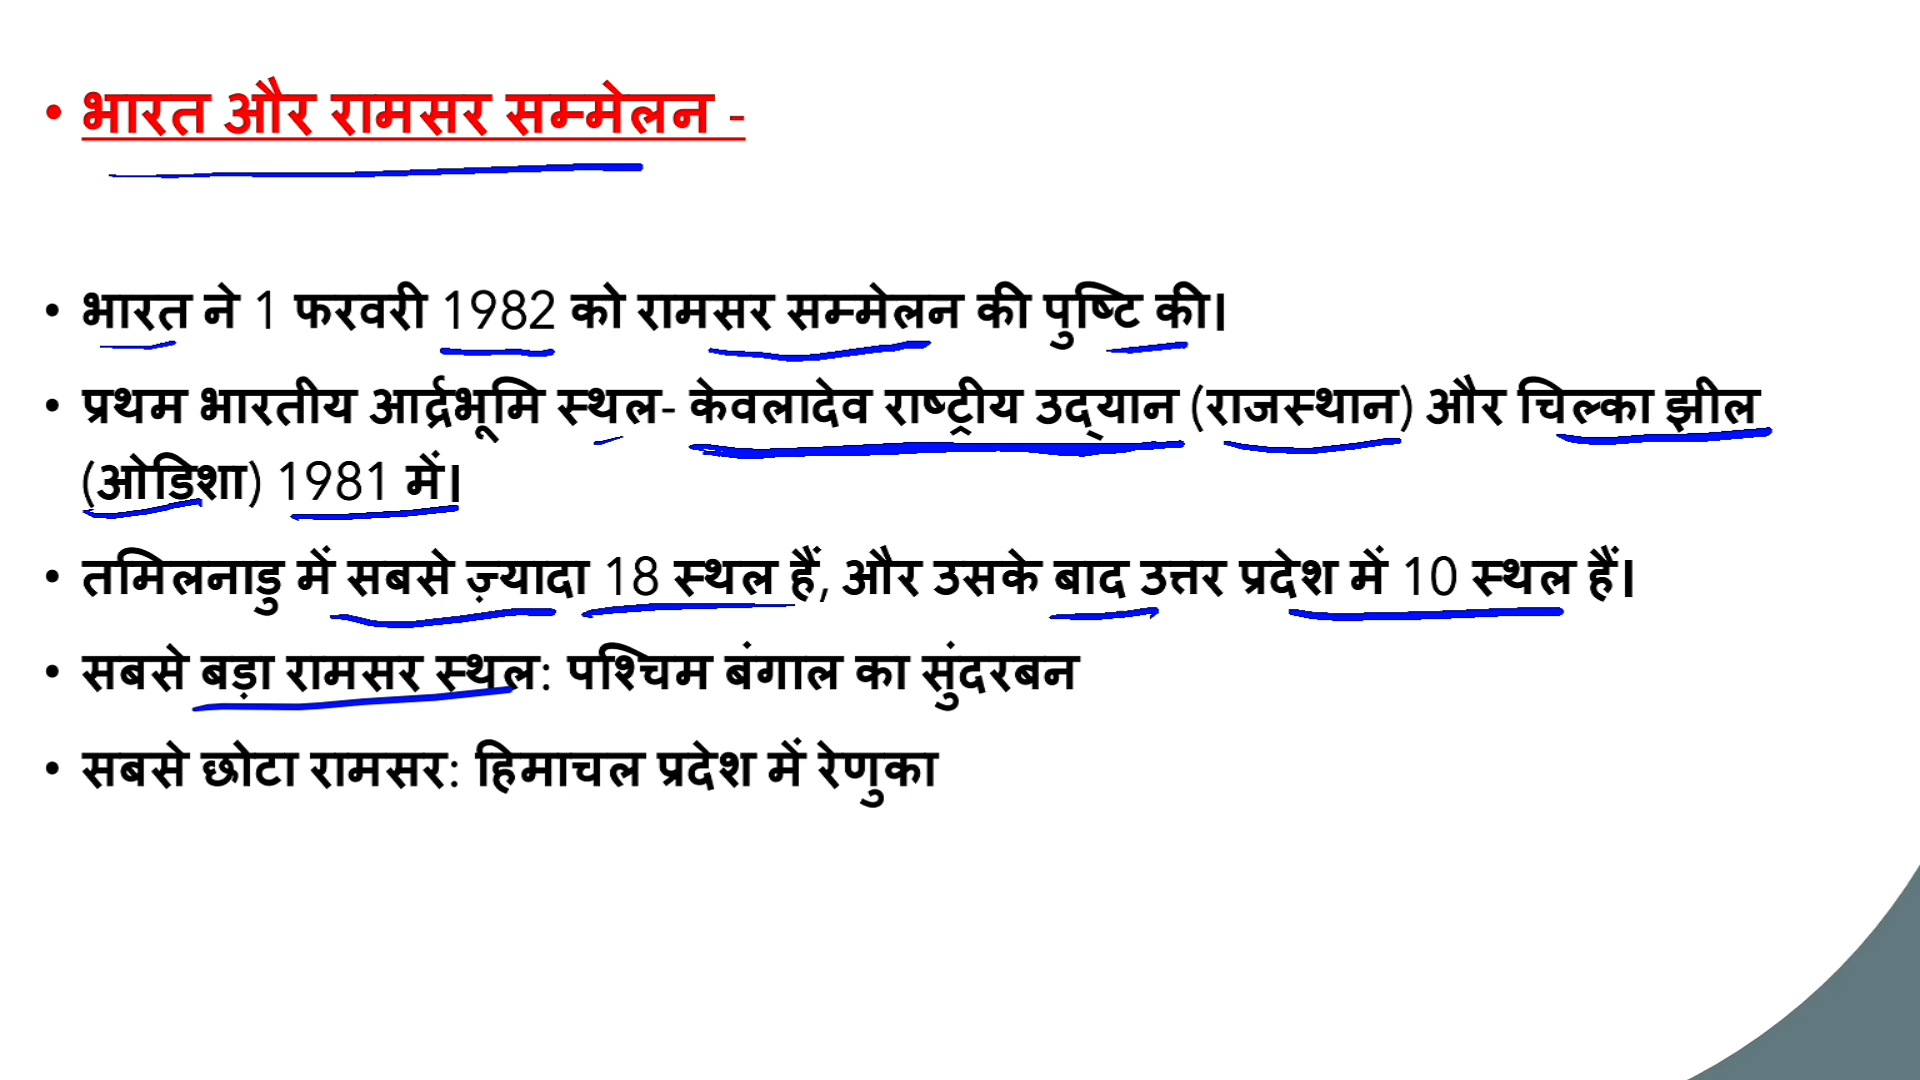 • भारत और रामसर सम्मेलन -
• भारत ने 1 फरवरी 1982 को रामसर सम्मेलन की पुष्टि की।
• प्रथम भारतीय आर्द्रभूमि स्थल- केवलादेव राष्ट्रीय उद्यान (राजस्थान) और चिल्का झील
(ओडिशा) 1981 में।
• तमिलनाडु में सबसे ज़्यादा 18 स्थल हैं, और उसके बाद उत्तर प्रदेश में 10 स्थल हैं।
• सबसे बड़ा रामसर स्थल: पश्चिम बंगाल का सुंदरबन
• सबसे छोटा रामसर: हिमाचल प्रदेश में रेणुका